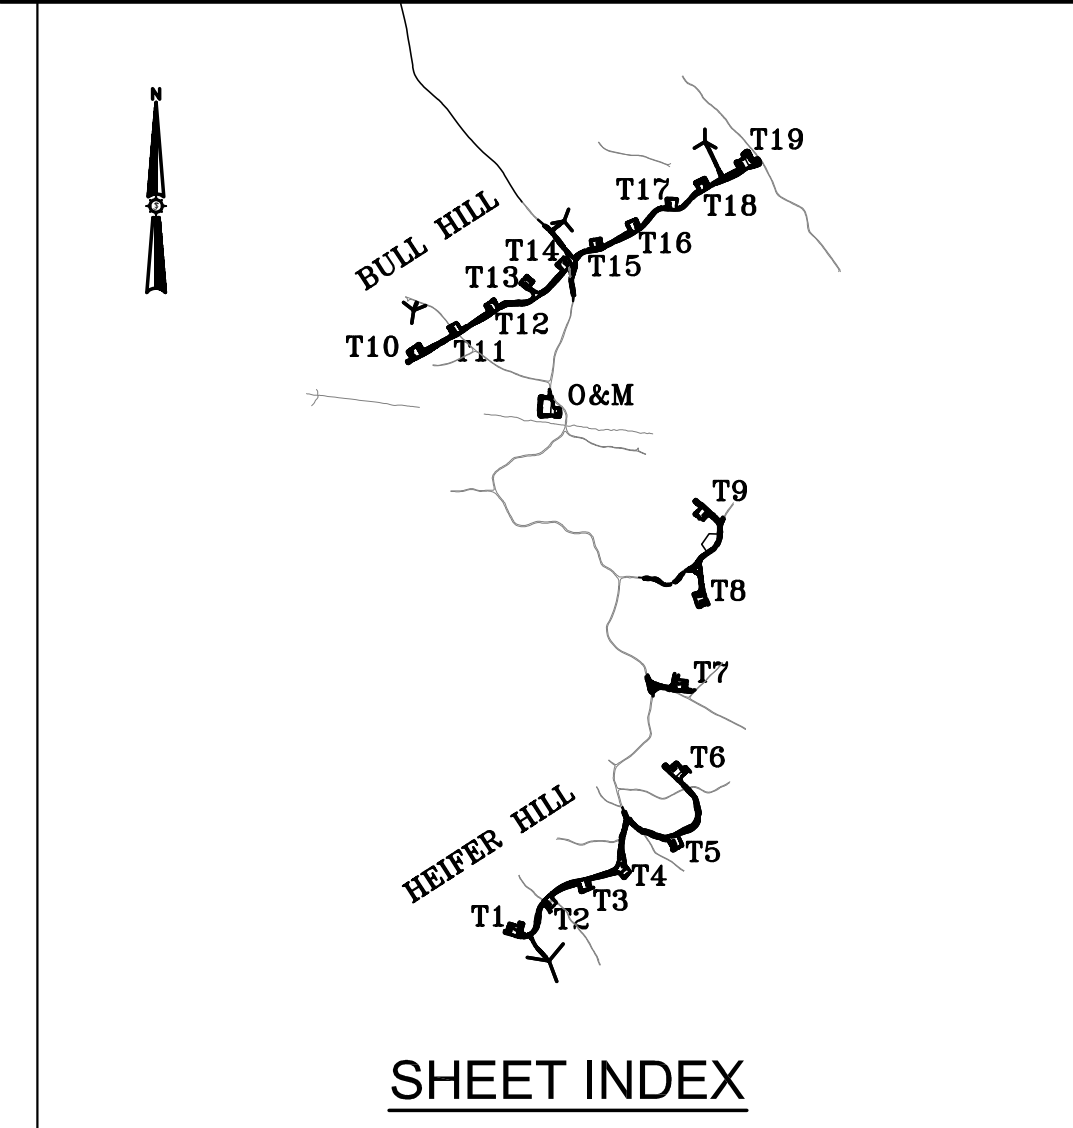 N
T19
T17
T18
BULL HILL
T14
T16
T15
T13
T12
T10
T11
O&M
T9
T8
T7
T6
HEIFER HILL
T5
T4
T3
T1
T2
SHEET INDEX